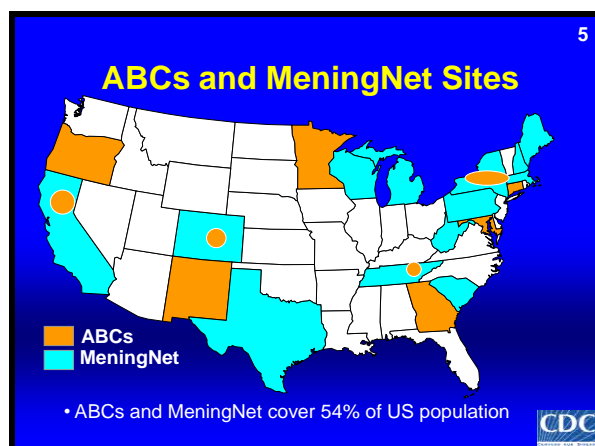 5
ABCs and MeningNet Sites
ABCs
MeningNet
• ABCs and MeningNet cover 54% of US population
CDC